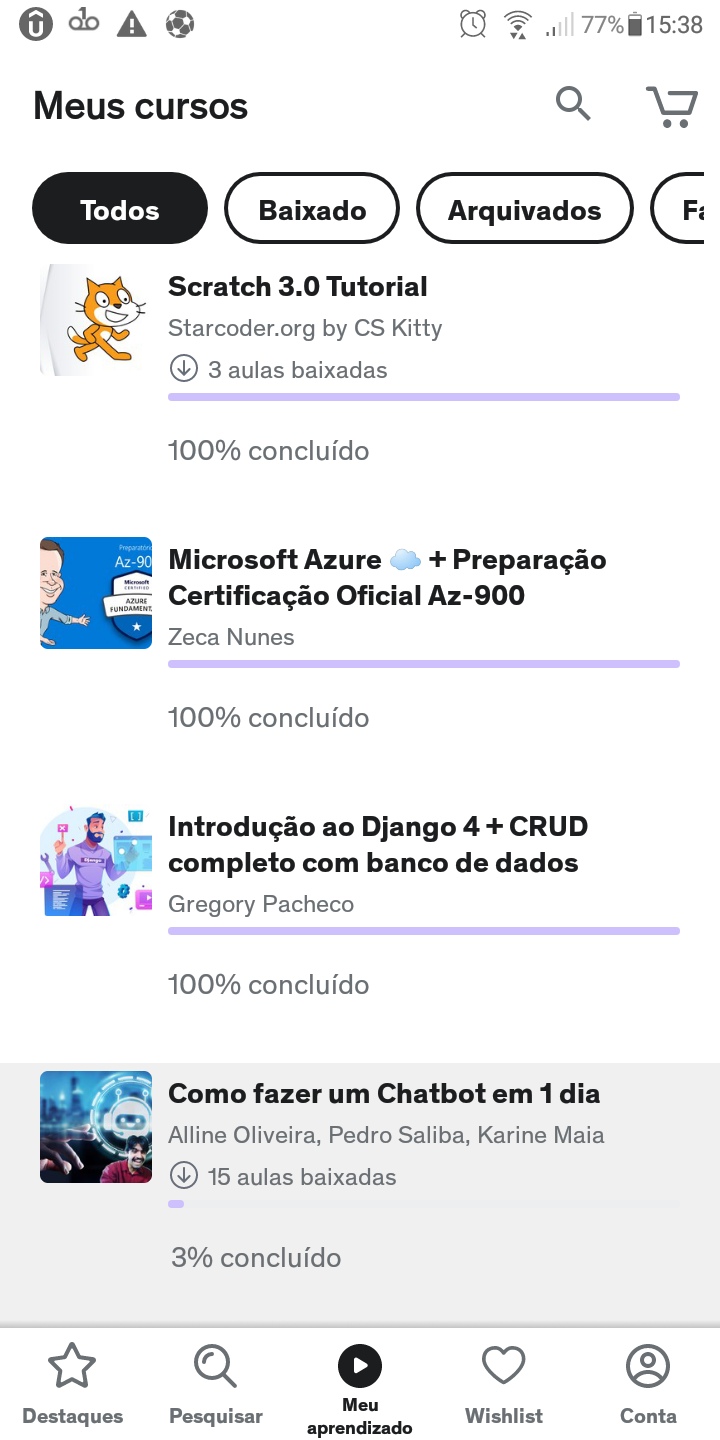 77% 15:38
Meus cursos
Todos Baixado Arquivados Fa
Scratch 3.0 Tutorial
Starcoder.org by CS Kitty
3 aulas baixadas
100% concluído
Preparatório
Az-90
Microsoft
CERTIFIED
AZURE
FUNDAMENT
Microsoft Azure ☁️ + Preparação
Certificação Oficial Az-900
Zeca Nunes
100% concluído
django
Introdução ao Django 4 + CRUD
completo com banco de dados
Gregory Pacheco
100% concluído
Como fazer um Chatbot em 1 dia
Alline Oliveira, Pedro Saliba, Karine Maia
15 aulas baixadas
3% concluído
Destaques Pesquisar Meu aprendizado Wishlist Conta